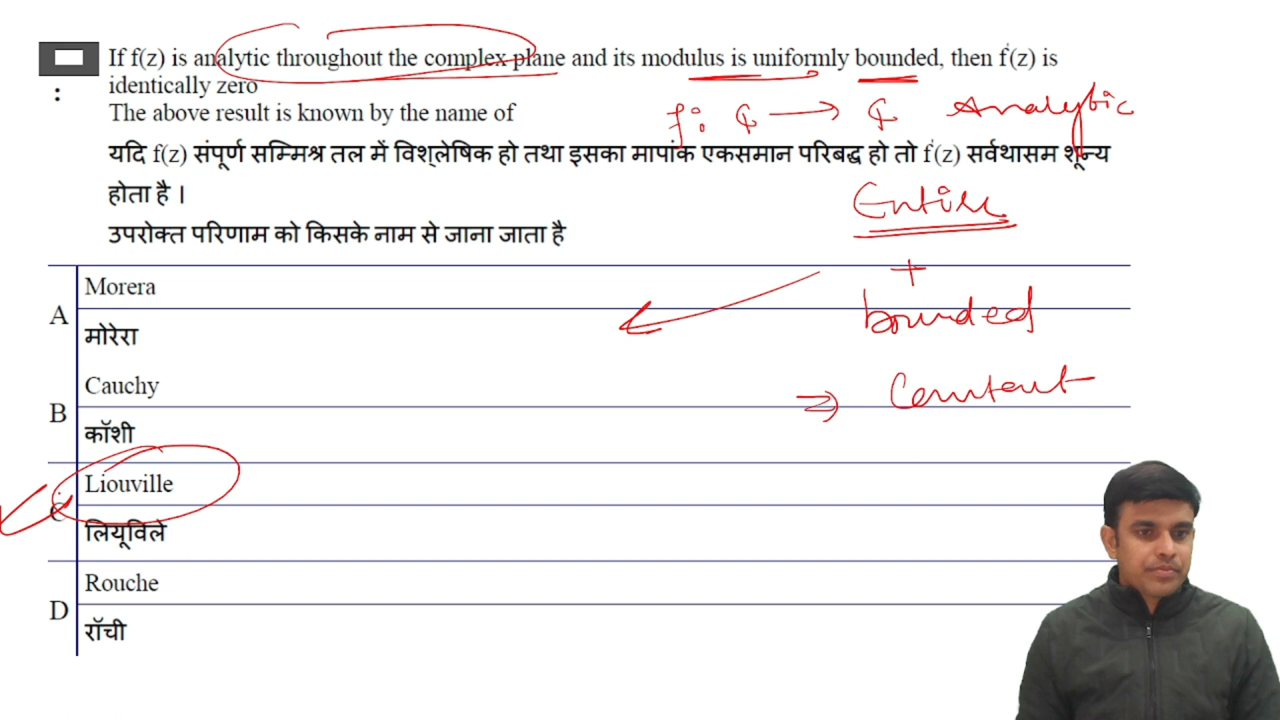 If f(z) is analytic throughout the complex plane and its modulus is uniformly bounded, then f'(z) is
: identically zero
The above result is known by the name of
f: ℂ → ℂ Analytic
यदि f(z) संपूर्ण सम्मिश्र तल में विश्लेषिक हो तथा इसका मापांक एकसमान परिबद्ध हो तो f'(z) सर्वथासम शून्य
होता है ।
Entire
उपरोक्त परिणाम को किसके नाम से जाना जाता है
+
bounded
⇒ Constant
A
Morera
मोरेरा
B
Cauchy
कॉशी
C
Liouville
लियूविले
D
Rouche
रॉची